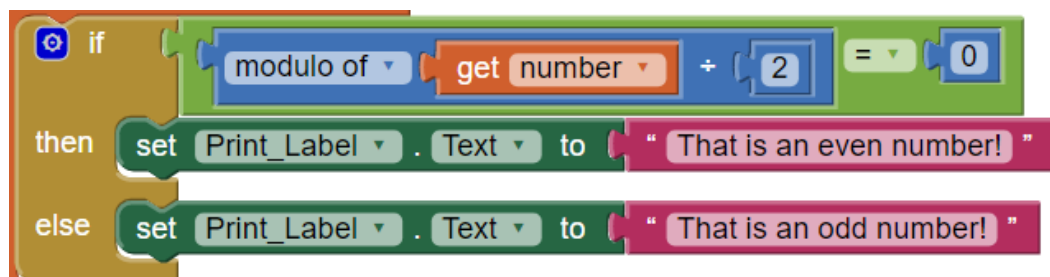 if modulo of get number ÷ 2 = 0
then set Print_Label . Text to “ That is an even number! ”
else set Print_Label . Text to “ That is an odd number! ”